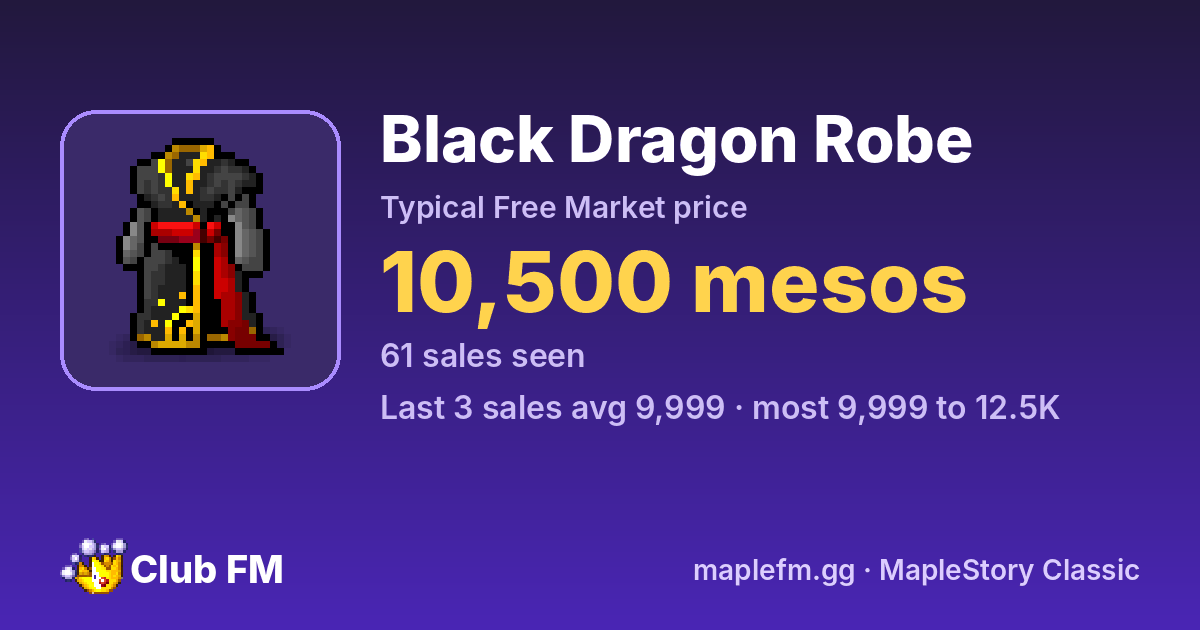 Black Dragon Robe
Typical Free Market price
10,500 mesos
61 sales seen
Last 3 sales avg 9,999 · most 9,999 to 12.5K
Club FM
maplefm.gg · MapleStory Classic